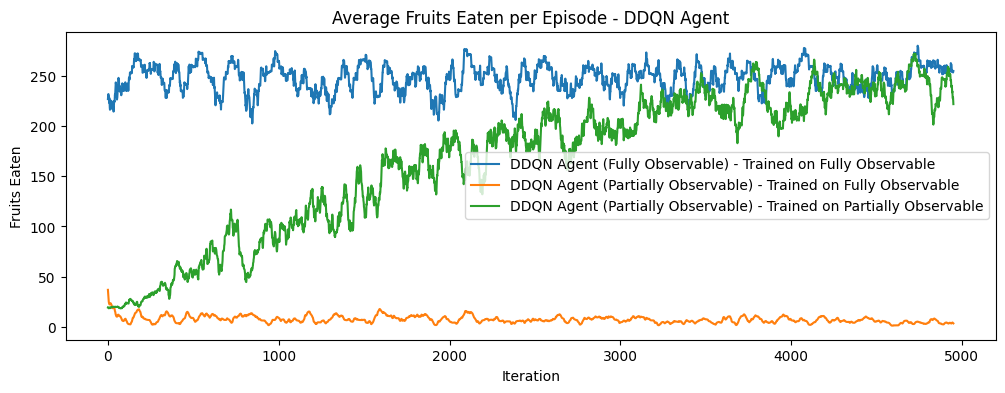 Average Fruits Eaten per Episode - DDQN Agent
Fruits Eaten
250
200
150
100
50
0
DDQN Agent (Fully Observable) - Trained on Fully Observable
DDQN Agent (Partially Observable) - Trained on Fully Observable
DDQN Agent (Partially Observable) - Trained on Partially Observable
0 1000 2000 3000 4000 5000
Iteration